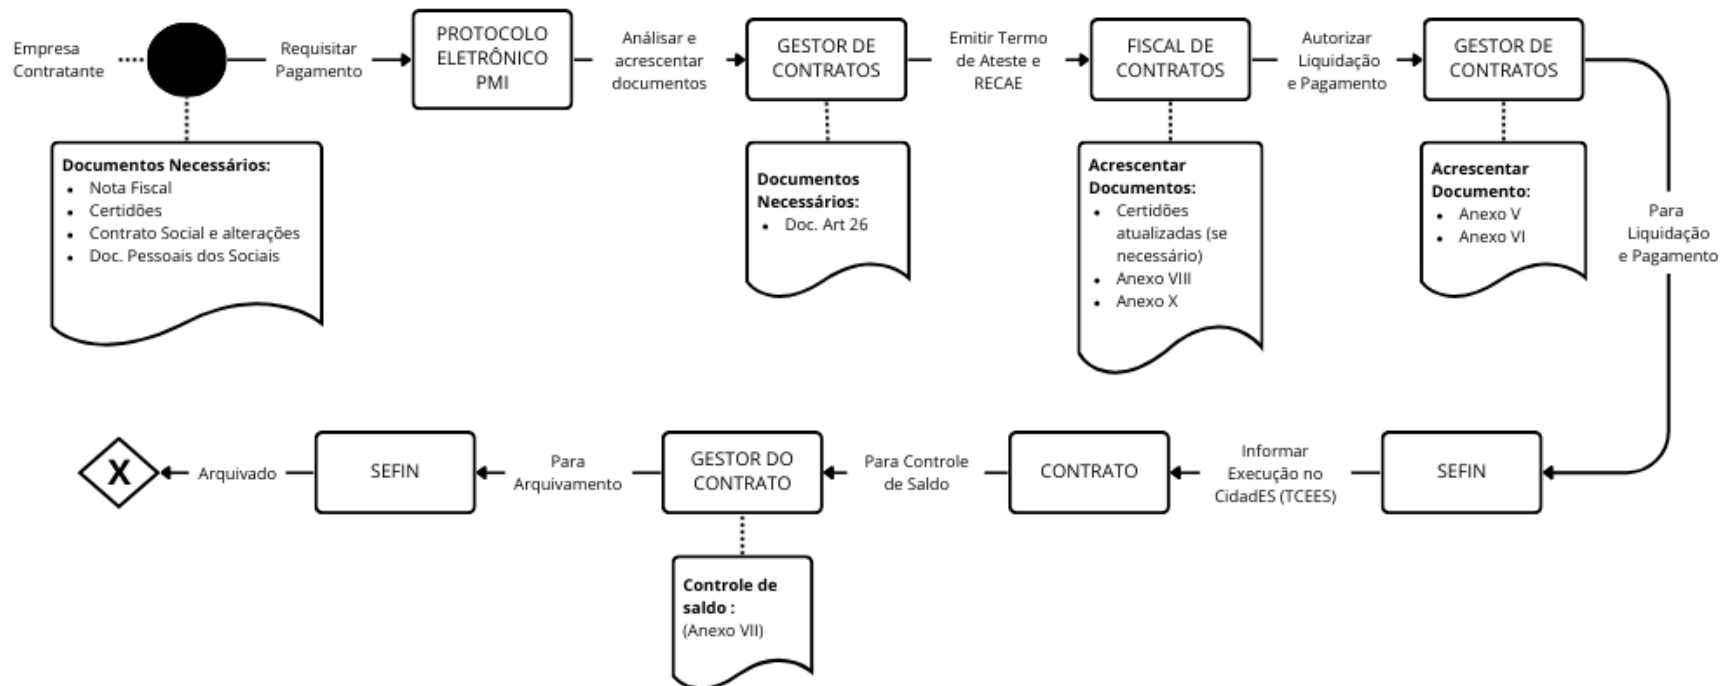 Empresa
Contratante
Requisitar
Pagamento
PROTOCOLO
ELETRÔNICO
PMI
Análisar e
acrescentar
documentos
GESTOR DE
CONTRATOS
Emitir Termo
de Ateste e
RECAE
FISCAL DE
CONTRATOS
Autorizar
Liquidação
e Pagamento
GESTOR DE
CONTRATOS
Documentos Necessários:
• Nota Fiscal
• Certidões
• Contrato Social e alterações
• Doc. Pessoais dos Sociais
Documentos
Necessários:
• Doc. Art 26
Acrescentar
Documentos:
• Certidões
atualizadas (se
necessário)
• Anexo VIII
• Anexo X
Acrescentar
Documento:
• Anexo V
• Anexo VI
Para
Liquidação
e Pagamento
SEFIN
Informar
Execução no
CidadES (TCEES)
CONTRATO
Para Controle
de Saldo
GESTOR DO
CONTRATO
Para
Arquivamento
SEFIN
Arquivado
X
Controle de
saldo :
(Anexo VII)